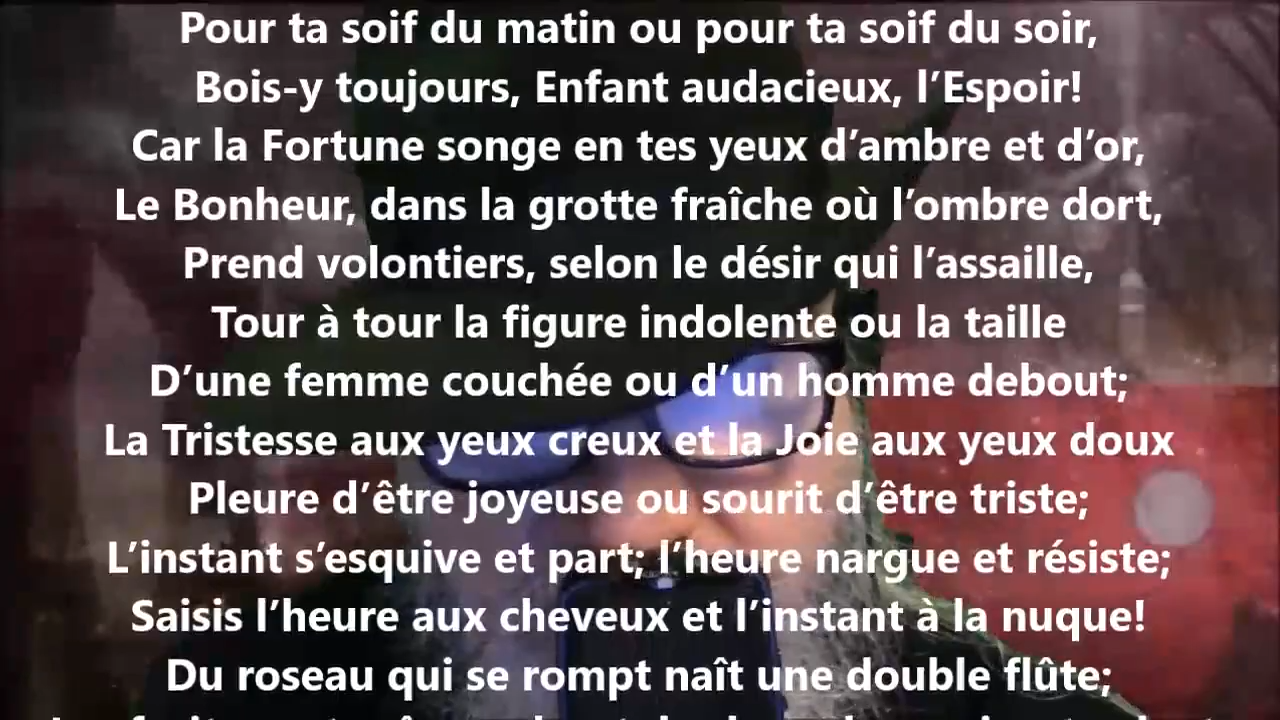 Pour ta soif du matin ou pour ta soif du soir,
Bois-y toujours, Enfant audacieux, l’Espoir!
Car la Fortune songe en tes yeux d’ambre et d’or,
Le Bonheur, dans la grotte fraîche où l’ombre dort,
Prend volontiers, selon le désir qui l’assaille,
Tour à tour la figure indolente ou la taille
D’une femme couchée ou d’un homme debout;
La Tristesse aux yeux creux et la Joie aux yeux doux
Pleure d’être joyeuse ou sourit d’être triste;
L’instant s’esquive et part; l’heure nargue et résiste;
Saisis l’heure aux cheveux et l’instant à la nuque!
Du roseau qui se rompt naît une double flûte;